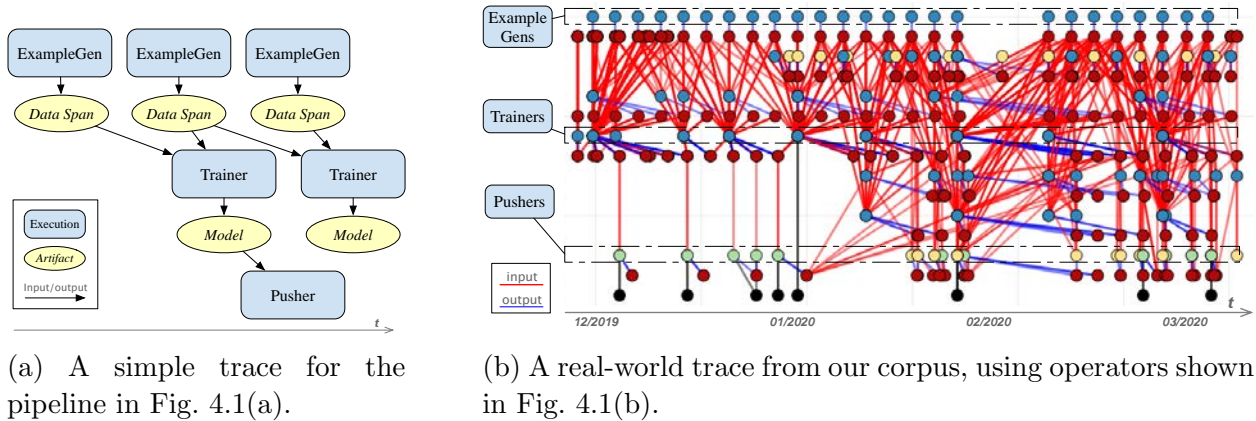 ExampleGen ExampleGen ExampleGen
Data Span Data Span Data Span
Trainer Trainer
Model Model
Pusher
Execution
Artifact
Input/output
t
(a) A simple trace for the
pipeline in Fig. 4.1(a).
Example
Gens
Trainers
Pushers
input
output
t
12/2019 01/2020 02/2020 03/2020
(b) A real-world trace from our corpus, using operators shown
in Fig. 4.1(b).